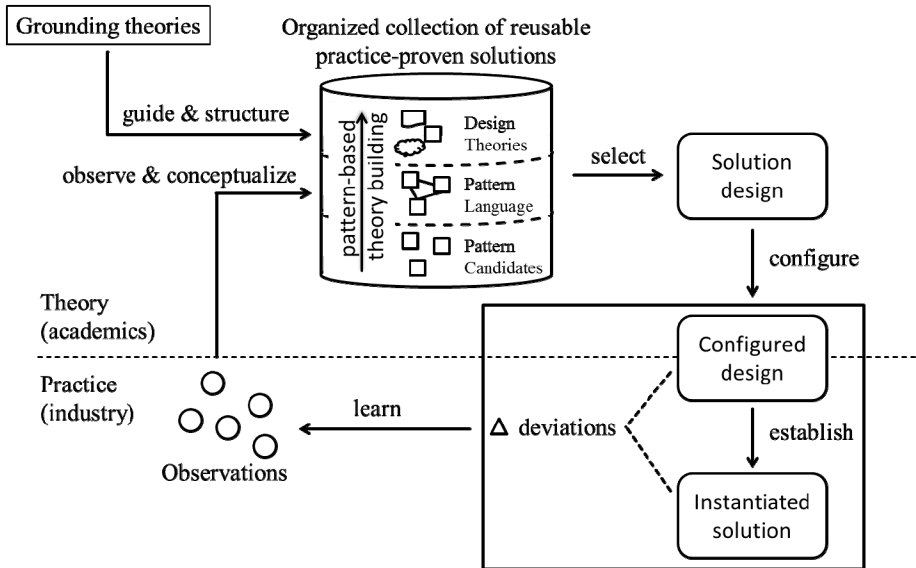 Grounding theories
Organized collection of reusable
practice-proven solutions
guide & structure
observe & conceptualize
pattern-based
theory building
Design
Theories
Pattern
Language
Pattern
Candidates
select
Solution
design
configure
Theory
(academics)
Practice
(industry)
Configured
design
learn
Δ deviations
establish
Observations
Instantiated
solution